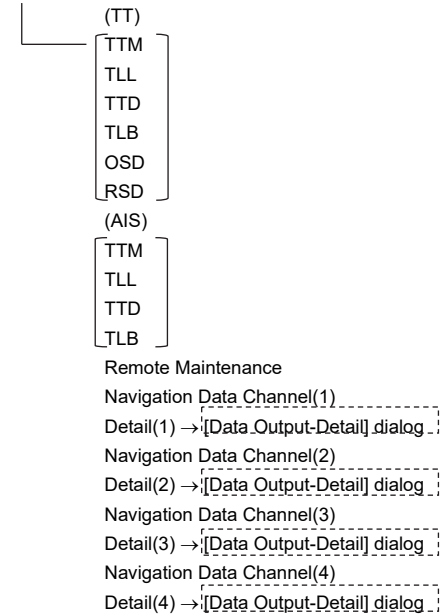 (TT)
TTM
TLL
TTD
TLB
OSD
RSD
(AIS)
TTM
TLL
TTD
TLB
Remote Maintenance
Navigation Data Channel(1)
Detail(1) → [Data Output-Detail] dialog
Navigation Data Channel(2)
Detail(2) → [Data Output-Detail] dialog
Navigation Data Channel(3)
Detail(3) → [Data Output-Detail] dialog
Navigation Data Channel(4)
Detail(4) → [Data Output-Detail] dialog